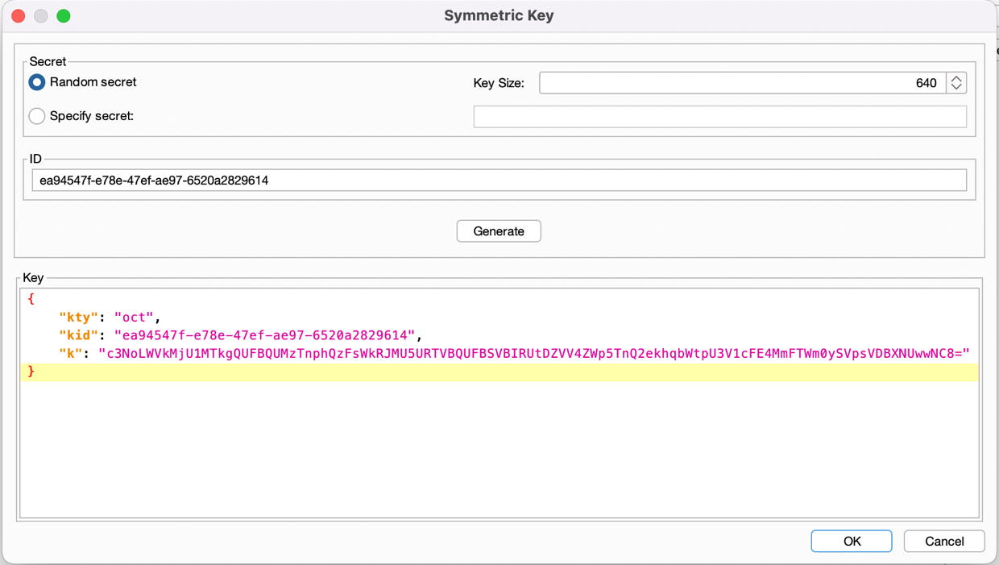 Symmetric Key
Secret
Random secret
Key Size:
640
Specify secret:
ID
ea94547f-e78e-47ef-ae97-6520a2829614
Generate
Key
{
"kty": "oct",
"kid": "ea94547f-e78e-47ef-ae97-6520a2829614",
"k": "c3NoLWVkMjU1MTkgQUFBQUMzTnphQzFsWkRJMU5URTVBQUFBSVBIRUtDZVV4ZWp5TnQ2ekhqbWtpU3V1cFE4MmFTWm0ySVpsVDBXNUwwNC8="
}
OK
Cancel